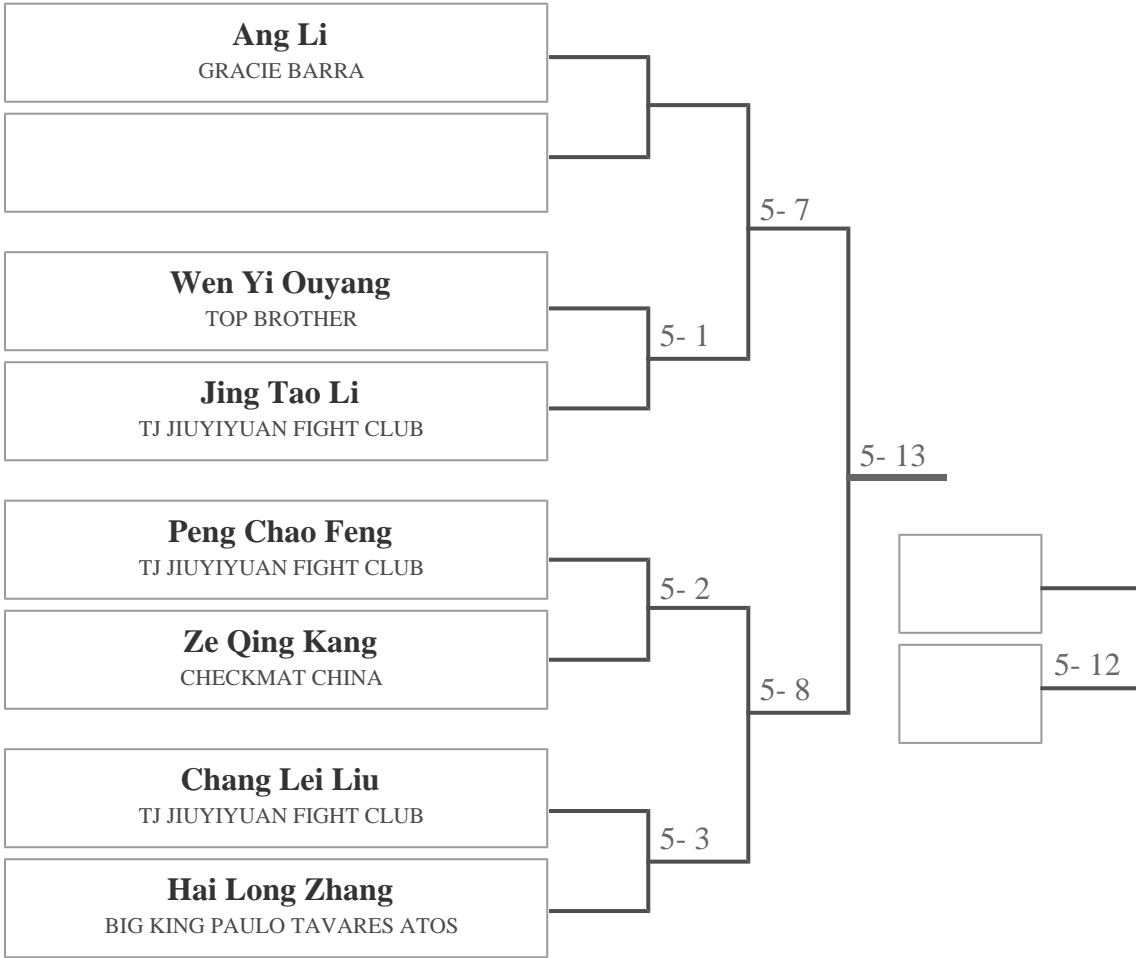 Ang Li
GRACIE BARRA
5- 7
Wen Yi Ouyang
TOP BROTHER
5- 1
Jing Tao Li
TJ JIUYIYUAN FIGHT CLUB
5- 13
Peng Chao Feng
TJ JIUYIYUAN FIGHT CLUB
5- 2
Ze Qing Kang
CHECKMAT CHINA
5- 12
5- 8
Chang Lei Liu
TJ JIUYIYUAN FIGHT CLUB
5- 3
Hai Long Zhang
BIG KING PAULO TAVARES ATOS